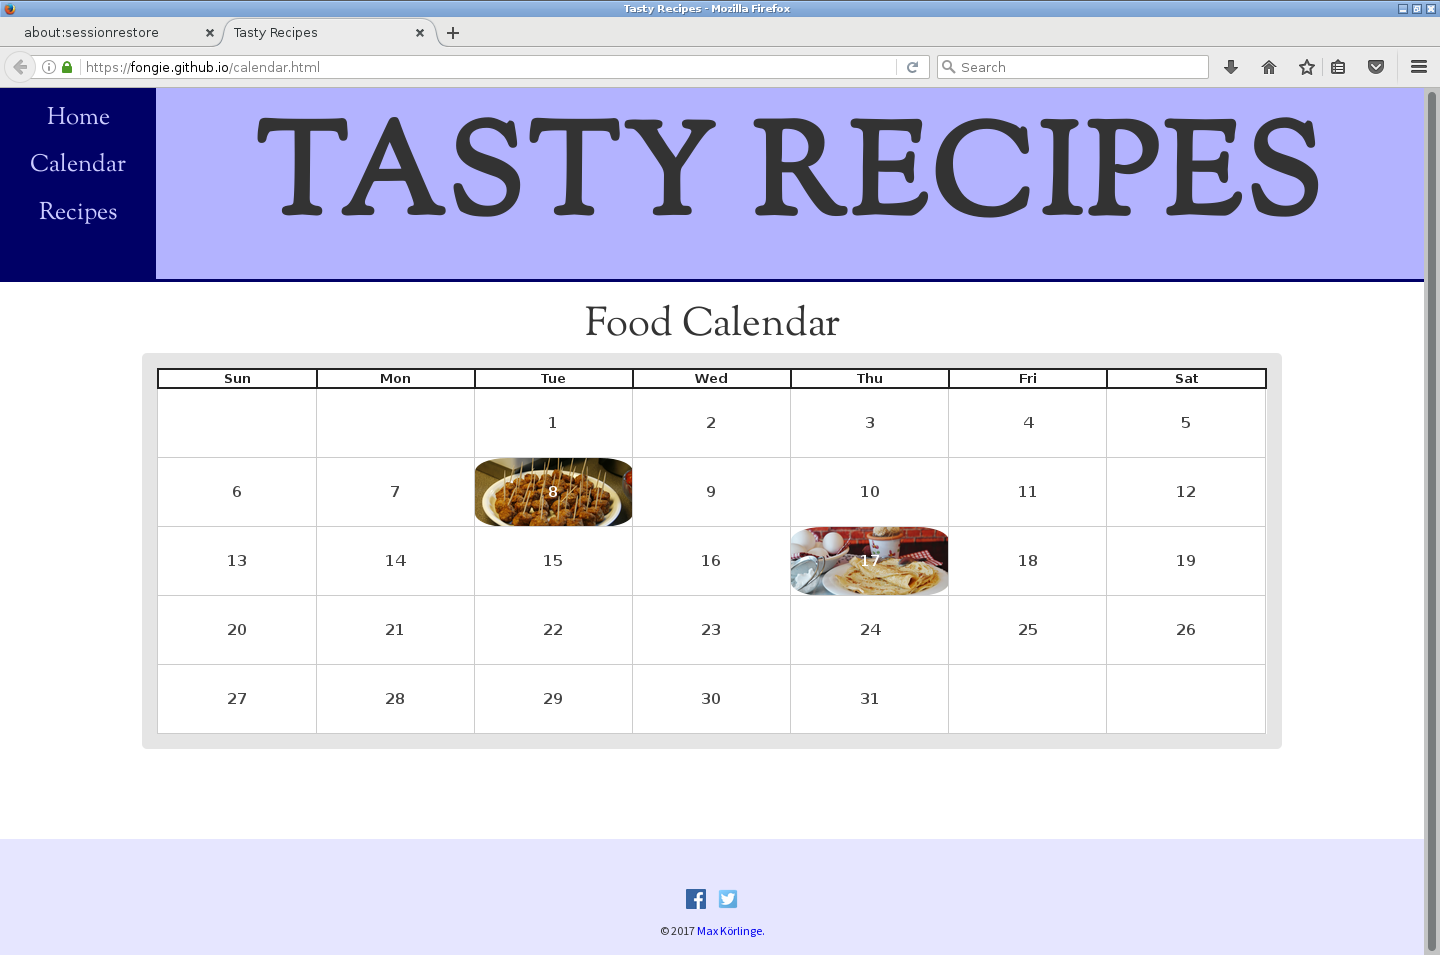 Tasty Recipes - Mozilla Firefox
about:sessionrestore
Tasty Recipes
https://fongie.github.io/calendar.html
Search
Home
Calendar
Recipes
TASTY RECIPES
Food Calendar
Sun Mon Tue Wed Thu Fri Sat
1 2 3 4 5
6 7 8 9 10 11 12
13 14 15 16 17 18 19
20 21 22 23 24 25 26
27 28 29 30 31
© 2017 Max Körlinge.